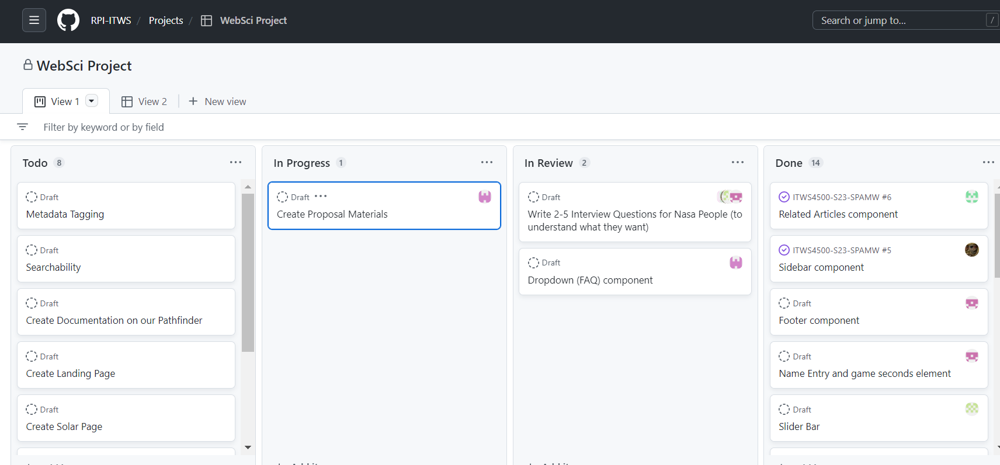 RPI-ITWS / Projects / WebSci Project
Search or jump to... /
WebSci Project
View 1
View 2
New view
Filter by keyword or by field
Todo 8
Draft
Metadata Tagging
Draft
Searchability
Draft
Create Documentation on our Pathfinder
Draft
Create Landing Page
Draft
Create Solar Page
In Progress 1
Draft
Create Proposal Materials
In Review 2
Draft
Write 2-5 Interview Questions for Nasa People (to
understand what they want)
Draft
Dropdown (FAQ) component
Done 14
ITWS4500-S23-SPAMW #6
Related Articles component
ITWS4500-S23-SPAMW #5
Sidebar component
Draft
Footer component
Draft
Name Entry and game seconds element
Draft
Slider Bar